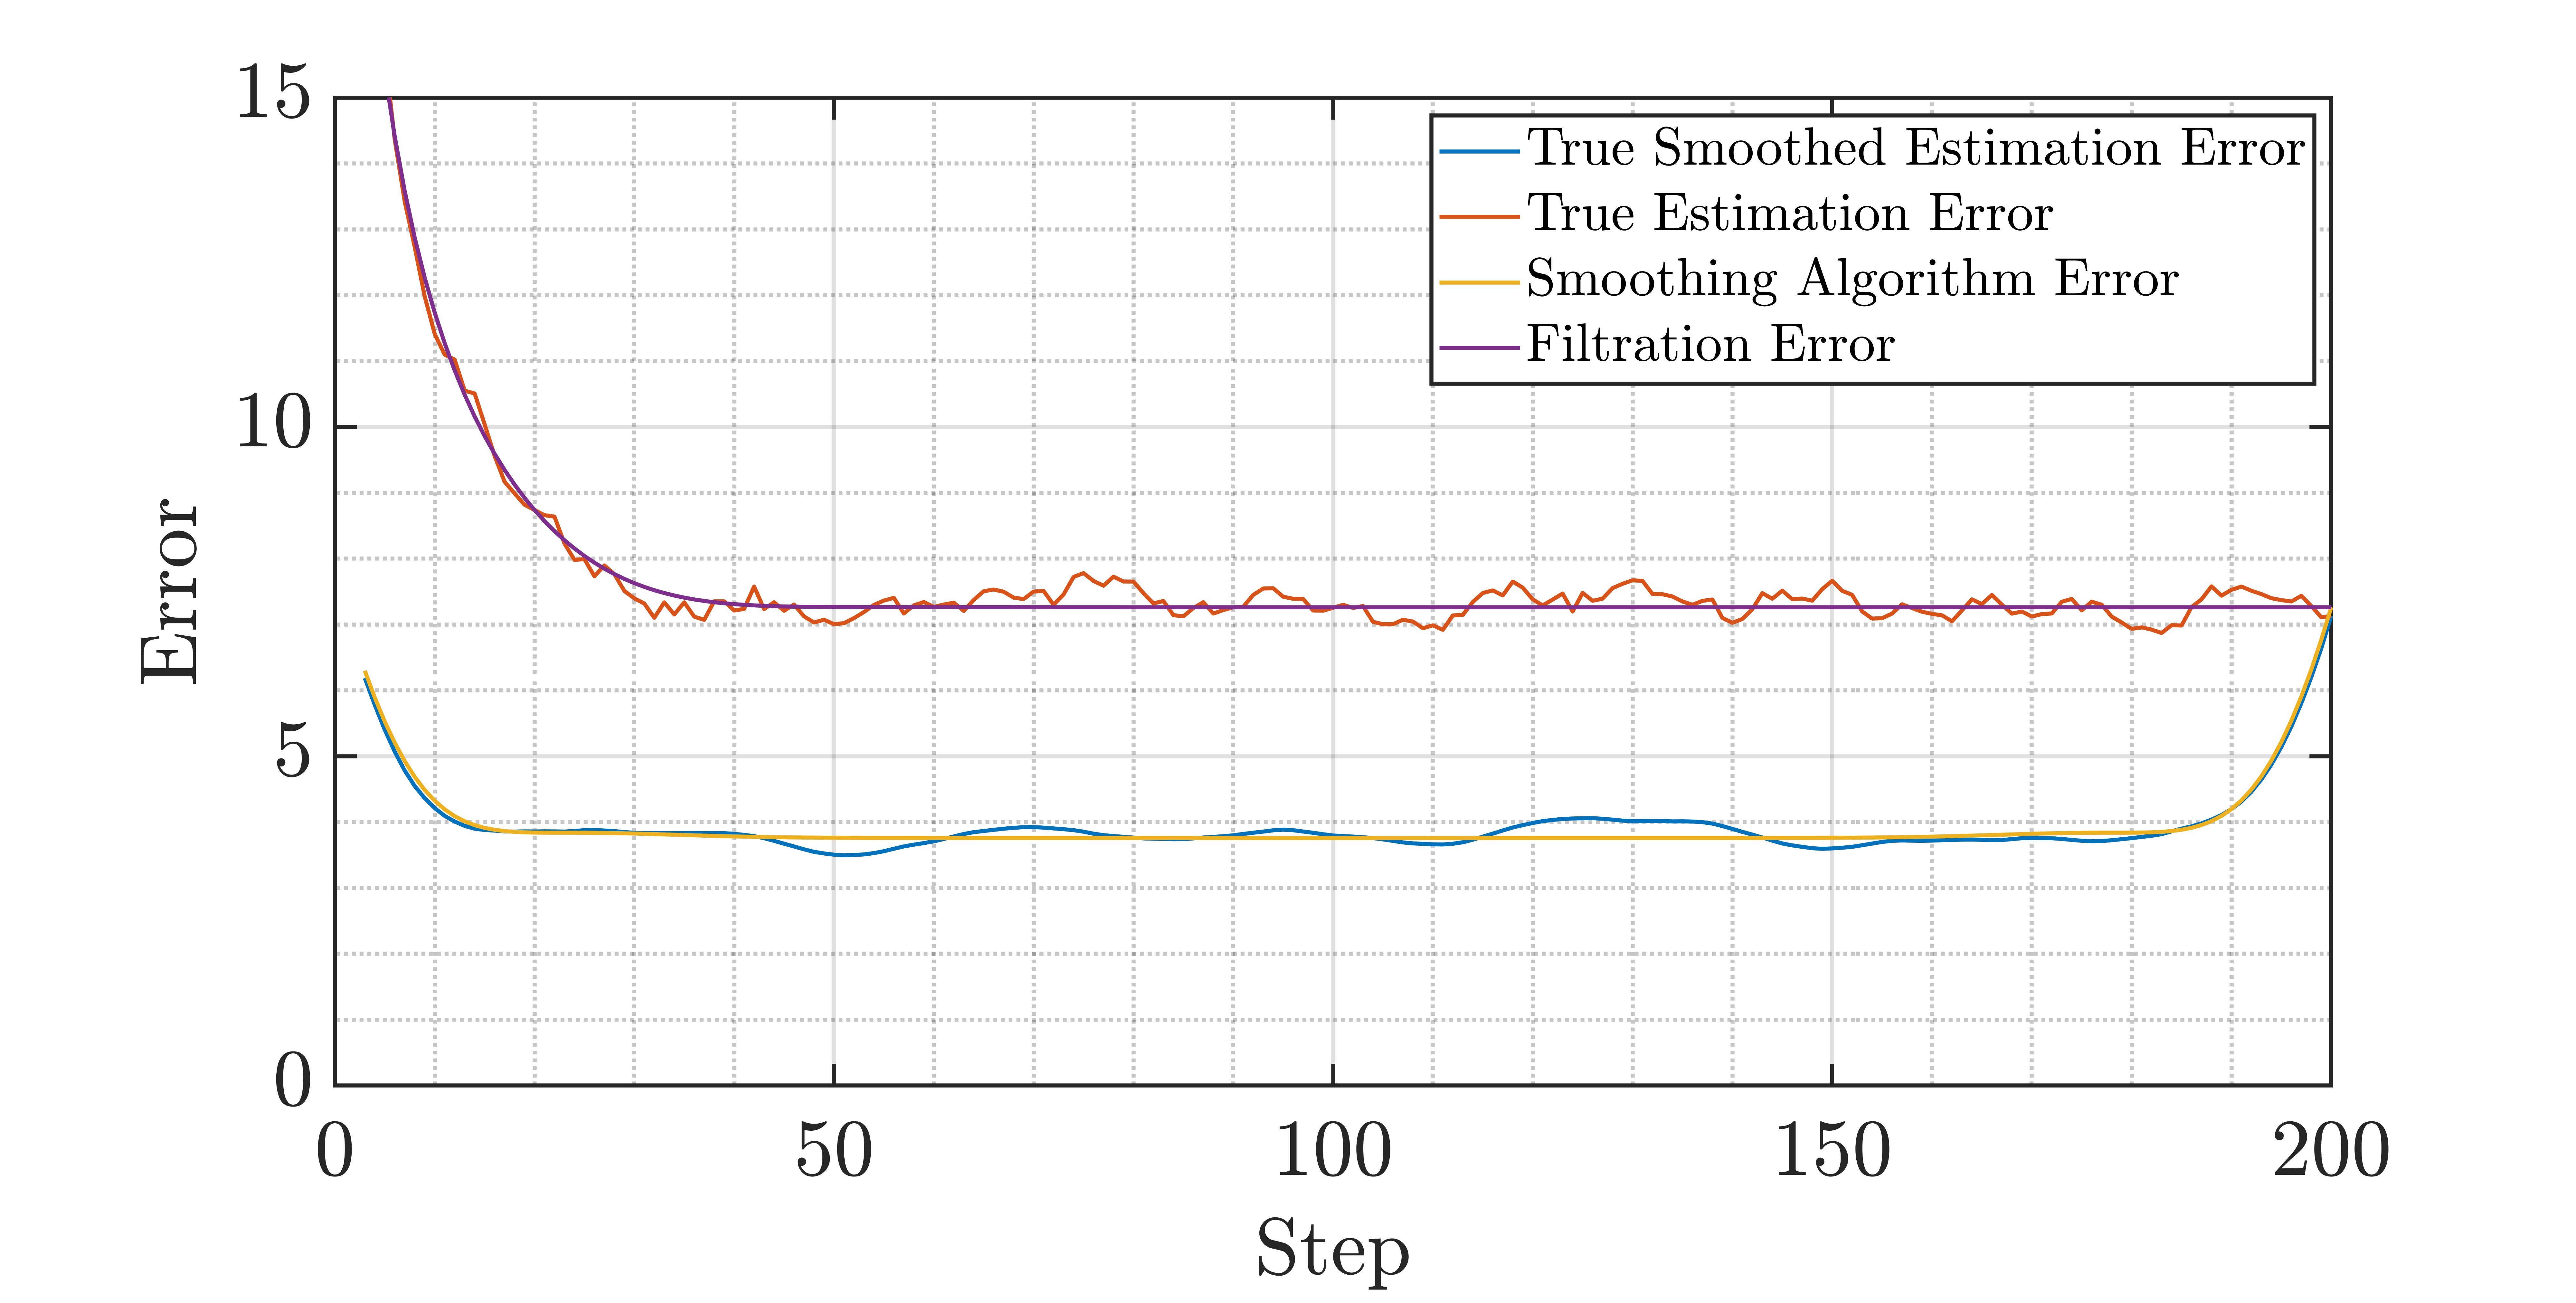 15
10
5
0
Error
0 50 100 150 200
Step
True Smoothed Estimation Error
True Estimation Error
Smoothing Algorithm Error
Filtration Error